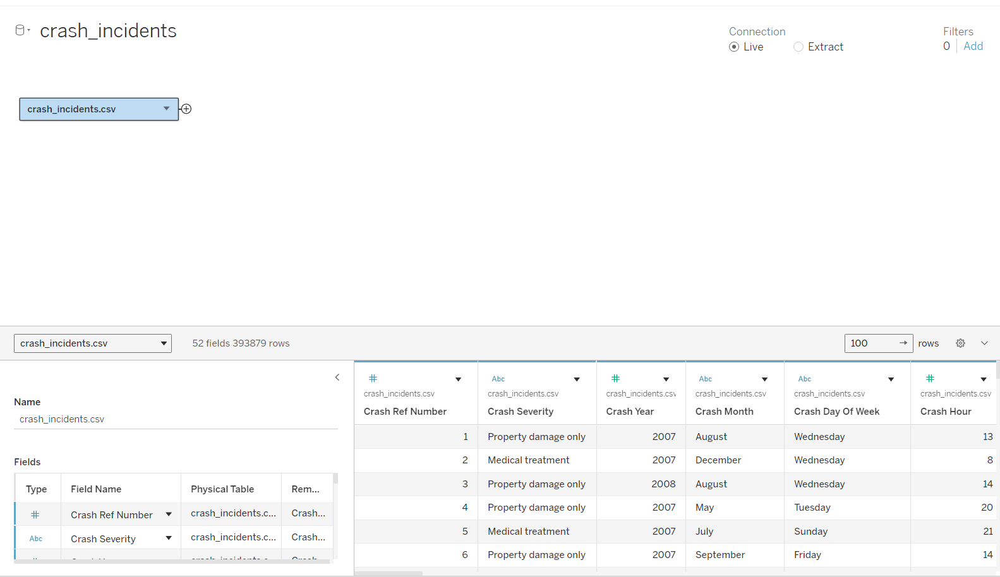 crash_incidents
Connection
Live
Extract
Filters
0
Add
crash_incidents.csv
crash_incidents.csv
52 fields 393879 rows
100
rows
Name
crash_incidents.csv
Fields
Type Field Name Physical Table Rem...
# Crash Ref Number crash_incidents.c... Crash...
Abc Crash Severity crash_incidents.c... Crash...
# Abc # Abc Abc #
crash_incidents.csv crash_incidents.csv crash_incidents.csv crash_incidents.csv crash_incidents.csv crash_incidents.csv
Crash Ref Number Crash Severity Crash Year Crash Month Crash Day Of Week Crash Hour
1 Property damage only 2007 August Wednesday 13
2 Medical treatment 2007 December Wednesday 8
3 Property damage only 2008 August Wednesday 14
4 Property damage only 2007 May Tuesday 20
5 Medical treatment 2007 July Sunday 21
6 Property damage only 2007 September Friday 14